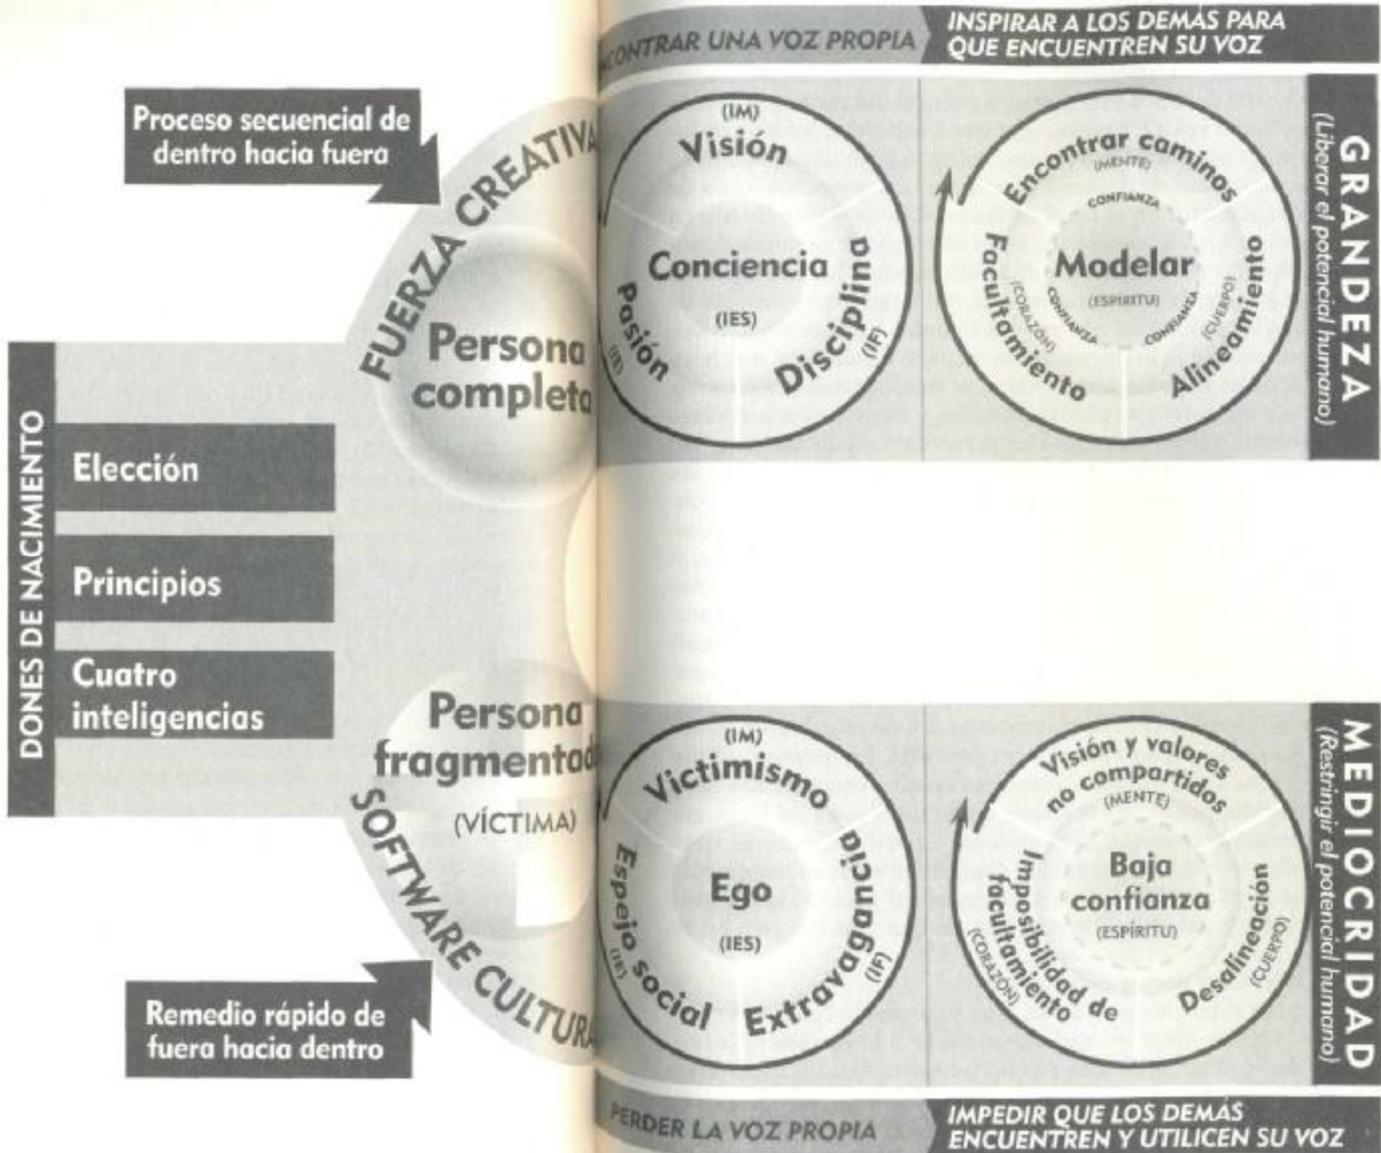 CONTRAR UNA VOZ PROPIA
INSPIRAR A LOS DEMÁS PARA
QUE ENCUENTREN SU VOZ
Proceso secuencial de
dentro hacia fuera
FUERZA CREATIVA
Persona
completa
(IM)
Visión
Conciencia
(IES)
Pasión
Disciplina
(IF)
Encontrar caminos
(MENTE)
CONFIANZA
Modelar
(ESPÍRITU)
Facultamiento
(CORAZÓN)
CONFIANZA
CONFIANZA
(CUERPO)
Alineamiento
GRANDEZA
(Liberar el potencial humano)
DONES DE NACIMIENTO
Elección
Principios
Cuatro
inteligencias
Persona
fragmentad
(VÍCTIMA)
SOFTWARE CULTURA
Remedio rápido de
fuera hacia dentro
(IM)
Victimismo
Ego
(IES)
Espejo social
(IE)
Extravagancia
(IF)
Visión y valores
no compartidos
(MENTE)
Baja
confianza
(ESPÍRITU)
Imposibilidad de
facultamiento
(CORAZÓN)
Desalineación
(CUERPO)
MEDIOCRIDAD
(Restringir el potencial humano)
PERDER LA VOZ PROPIA
IMPEDIR QUE LOS DEMÁS
ENCUENTREN Y UTILICEN SU VOZ